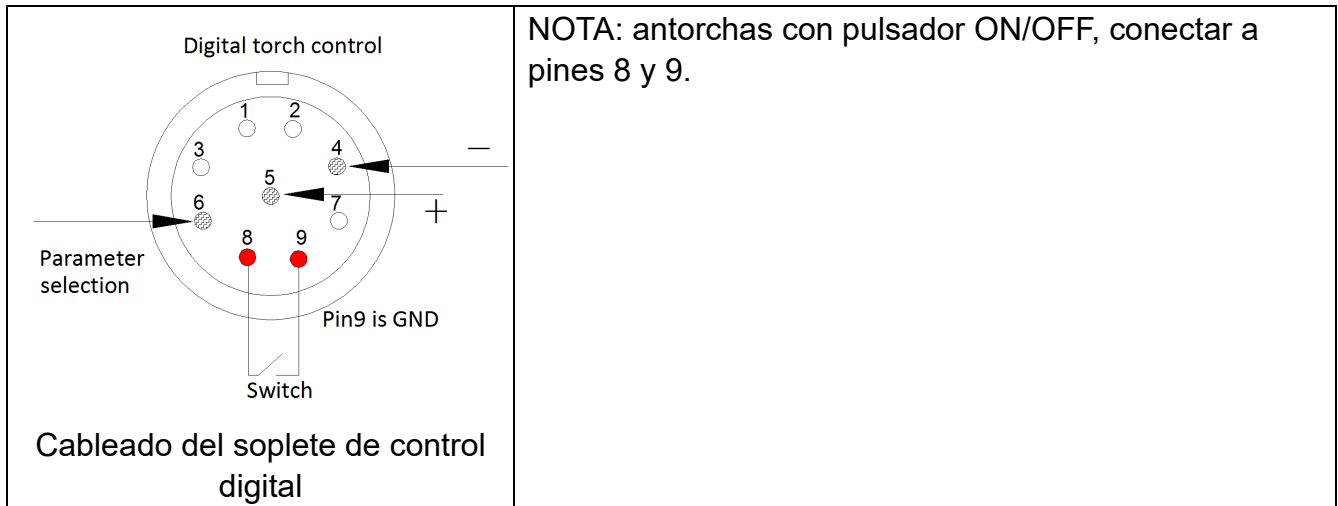 Digital torch control
1 2
3
4
—
5
6
7
+
8 9
Parameter
selection
Pin9 is GND
Switch
Cableado del soplete de control
digital
NOTA: antorchas con pulsador ON/OFF, conectar a
pines 8 y 9.